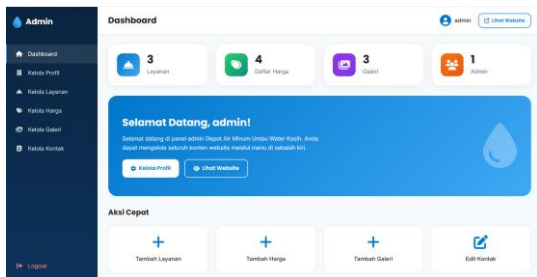 Admin
Dashboard
Kelola Profil
Kelola Layanan
Kelola Harga
Kelola Galeri
Kelola Kontak
Logout
Dashboard
admin
Lihat Website
3
Layanan
4
Daftar Harga
3
Galeri
1
Admin
Selamat Datang, admin!
Selamat datang di panel admin Depot Air Minum Umbu Water Kasih. Anda
dapat mengelola seluruh konten website melalui menu di sebelah kiri.
Kelola Profil
Lihat Website
Aksi Cepat
Tambah Layanan
Tambah Harga
Tambah Galeri
Edit Kontak